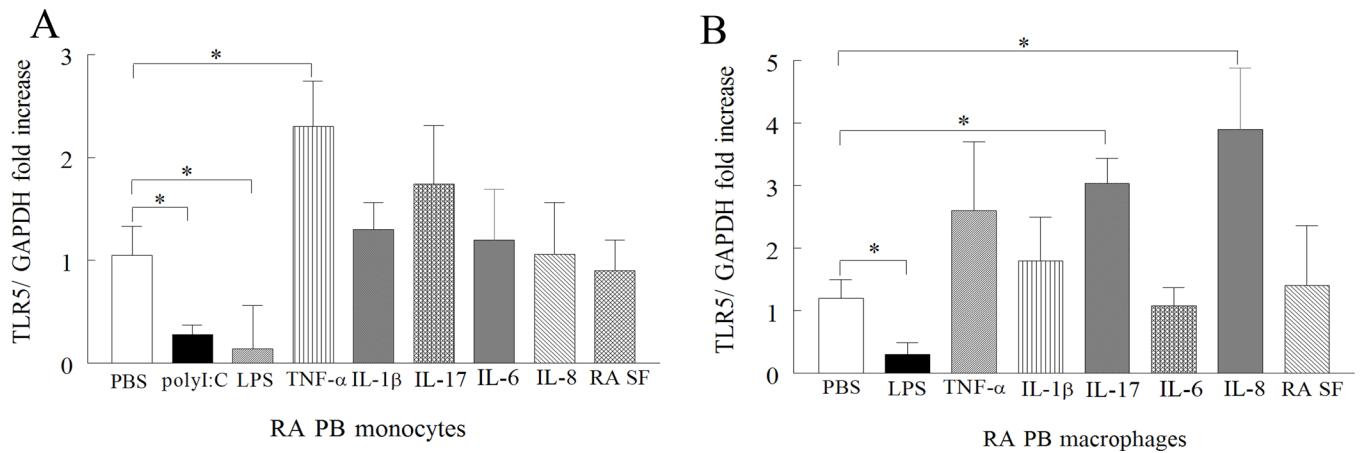 A
TLR5/ GAPDH fold increase
3
2
1
0
*
*
*
PBS polyI:C LPS TNF-α IL-1β IL-17 IL-6 IL-8 RA SF
RA PB monocytes
B
TLR5/ GAPDH fold increase
5
4
3
2
1
0
*
*
*
PBS LPS TNF-α IL-1β IL-17 IL-6 IL-8 RA SF
RA PB macrophages